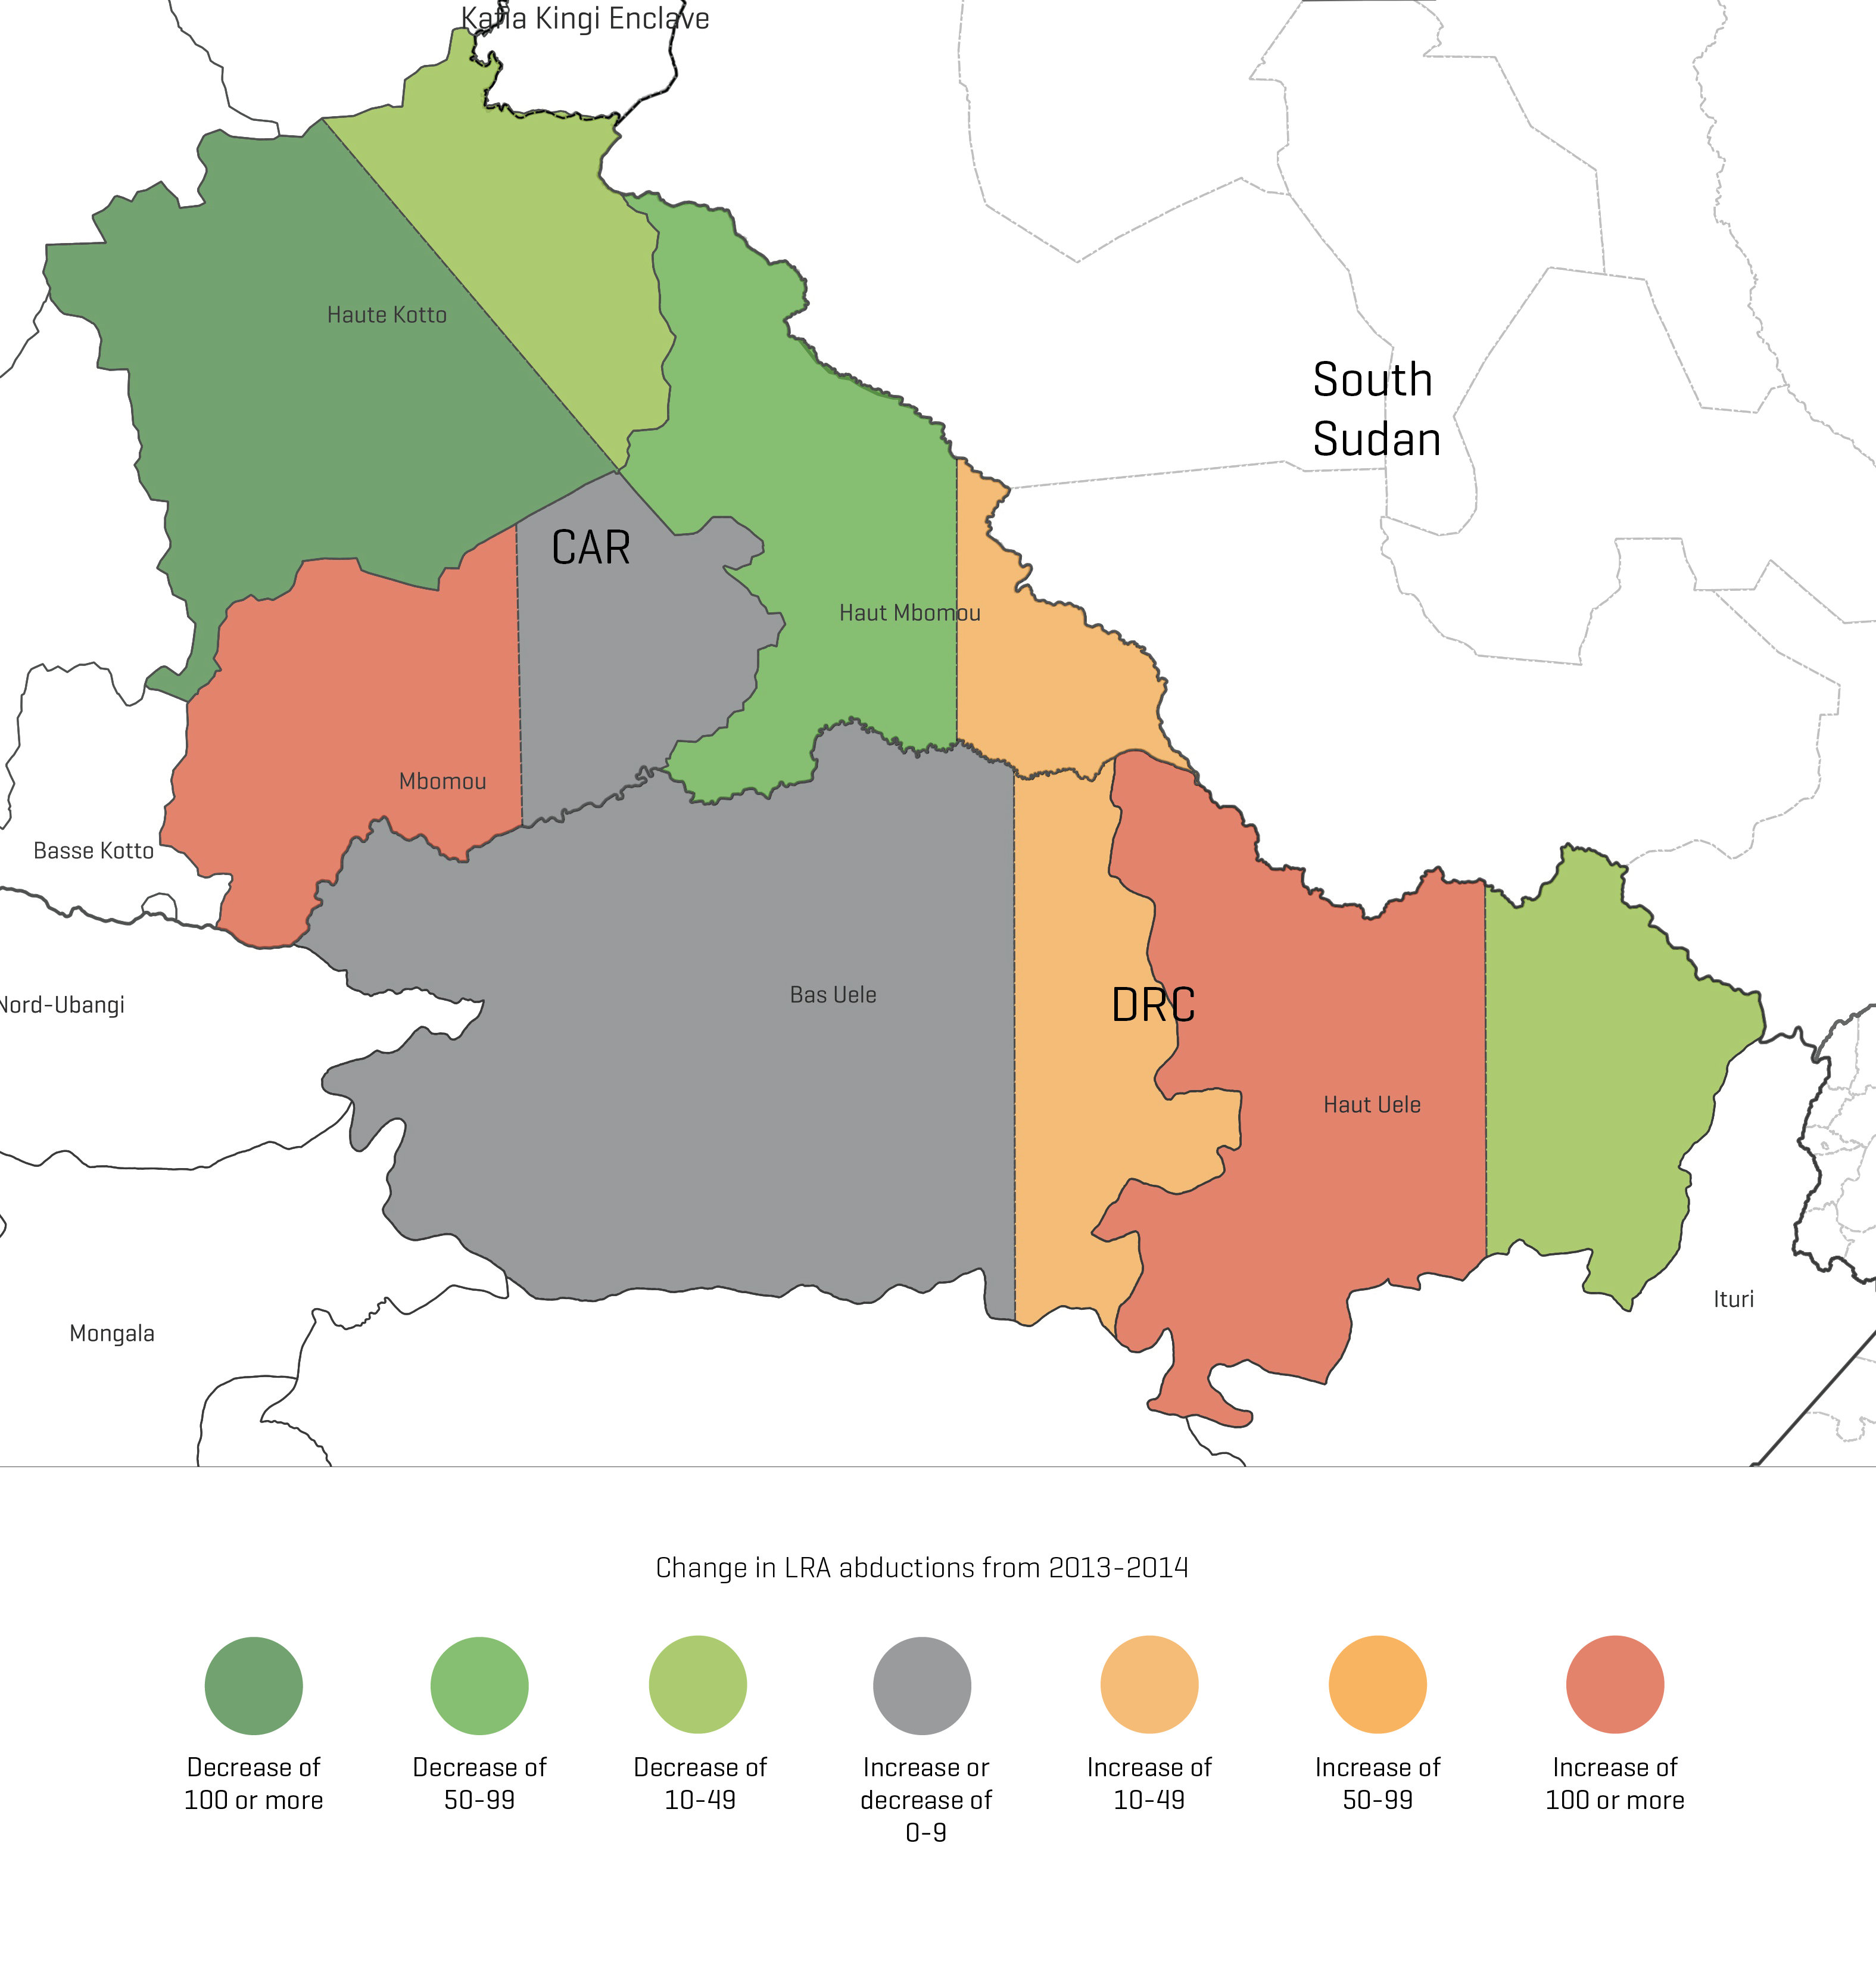 Kafia Kingi Enclave
Haute Kotto
South
Sudan
CAR
Haut Mbomou
Mbomou
Basse Kotto
Bas Uele
Nord-Ubangi
DRC
Haut Uele
Ituri
Mongala
Change in LRA abductions from 2013-2014
Decrease of
100 or more
Decrease of
50-99
Decrease of
10-49
Increase or
decrease of
0-9
Increase of
10-49
Increase of
50-99
Increase of
100 or more